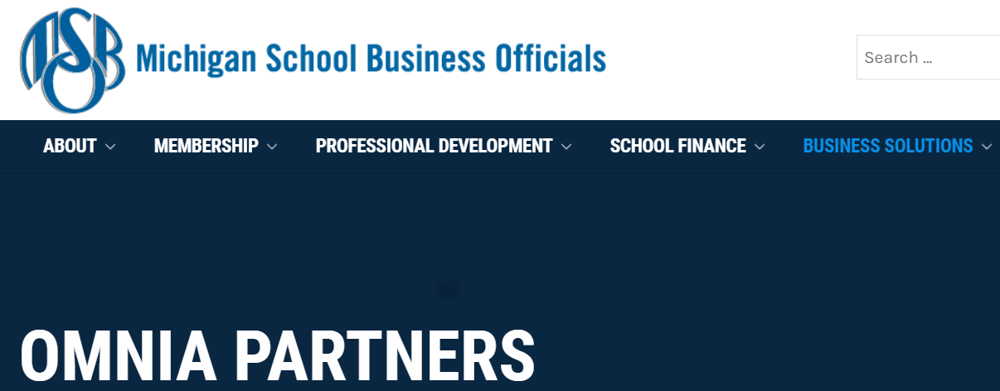 MSBO
Michigan School Business Officials
Search ...
ABOUT
MEMBERSHIP
PROFESSIONAL DEVELOPMENT
SCHOOL FINANCE
BUSINESS SOLUTIONS
OMNIA PARTNERS